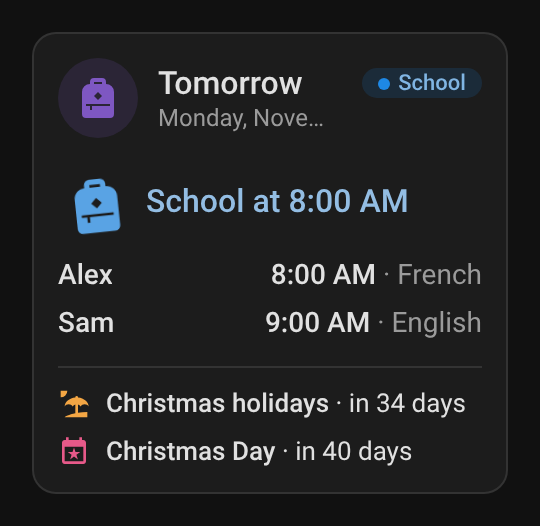 Tomorrow
School
Monday, Nove…
School at 8:00 AM
Alex 8:00 AM · French
Sam 9:00 AM · English
Christmas holidays · in 34 days
Christmas Day · in 40 days